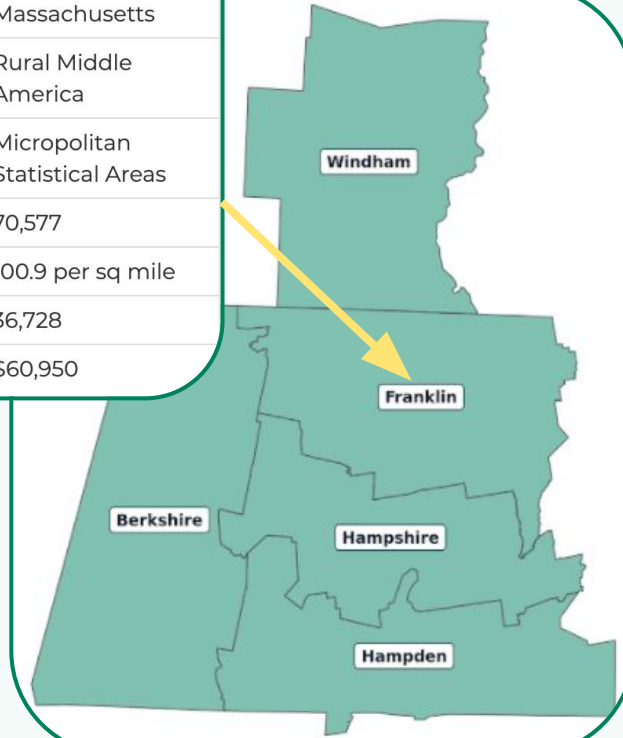 Massachusetts
Rural Middle
America
Micropolitan
Statistical Areas
70,577
00.9 per sq mile
36,728
$60,950
Windham
Franklin
Berkshire
Hampshire
Hampden